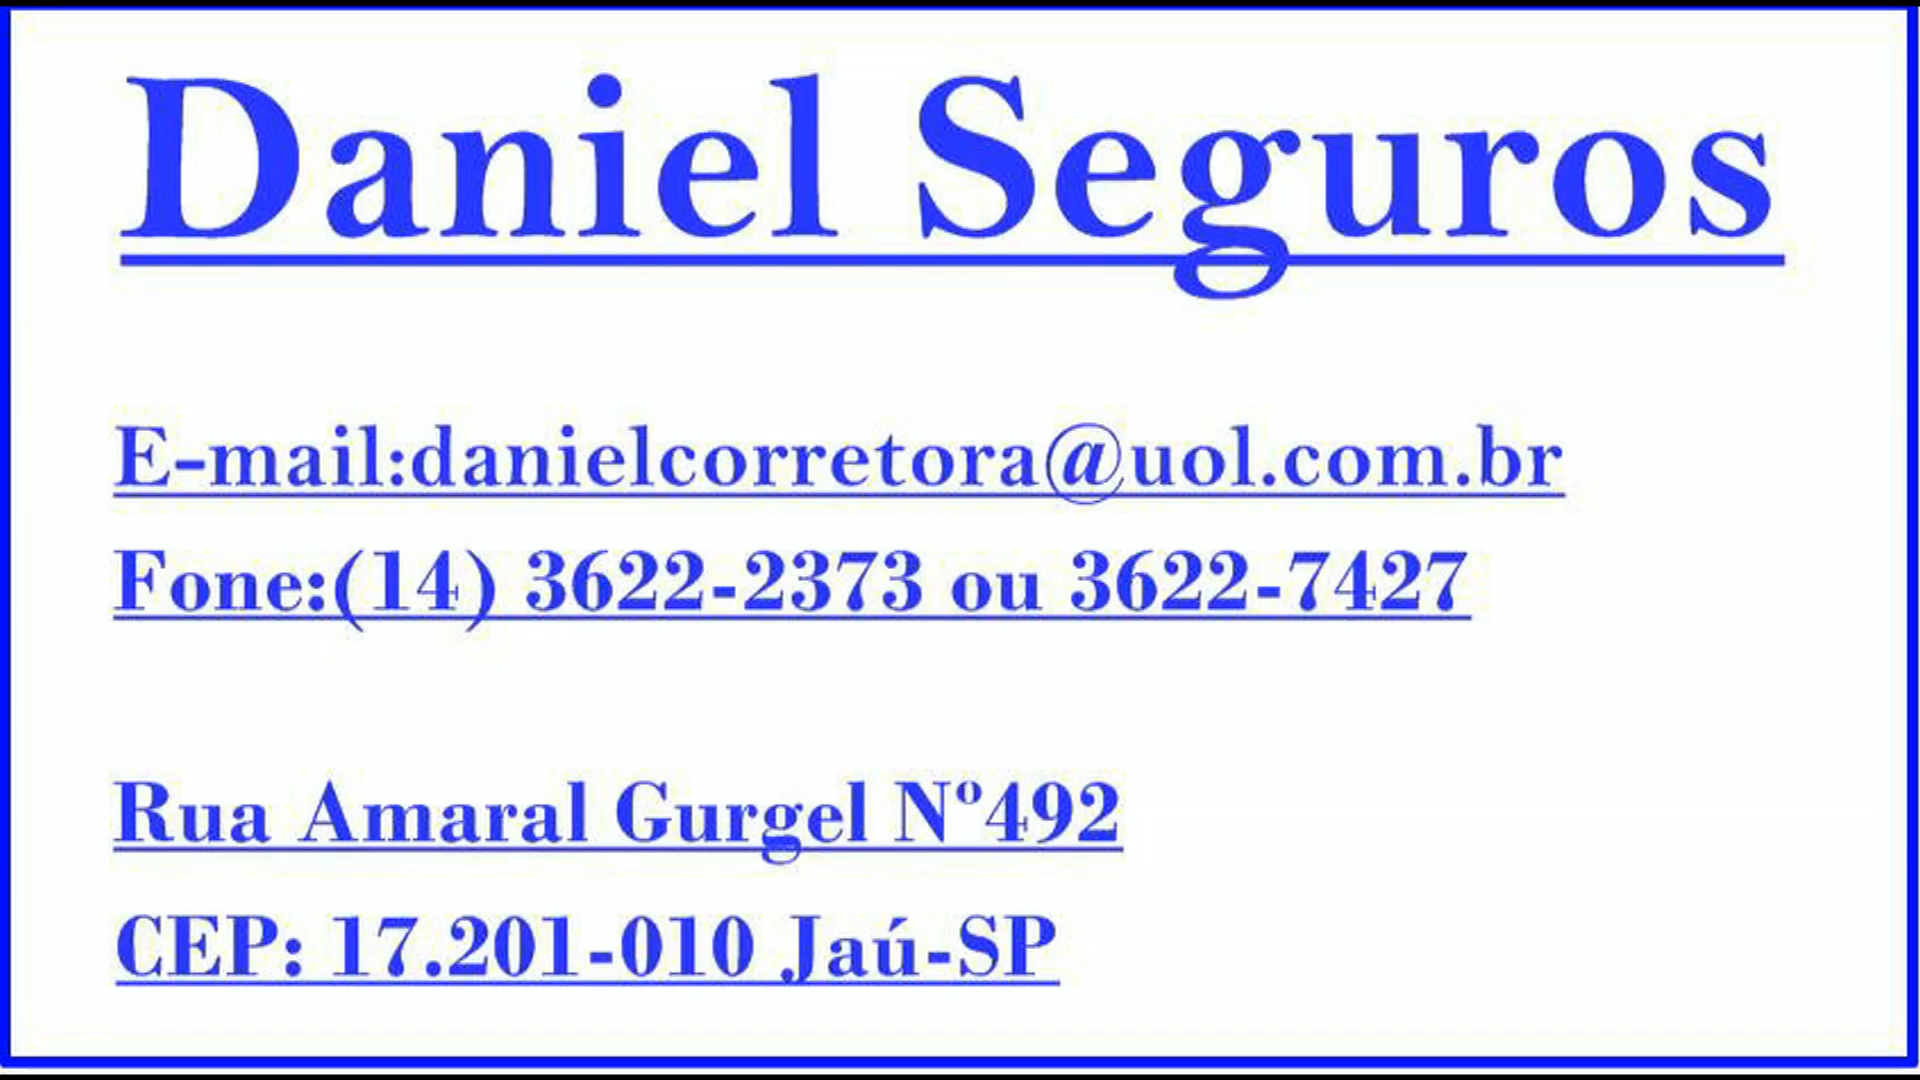 Daniel Seguros
E-mail:danielcorretora@uol.com.br
Fone:(14) 3622-2373 ou 3622-7427
Rua Amaral Gurgel Nº492
CEP: 17.201-010 Jaú-SP